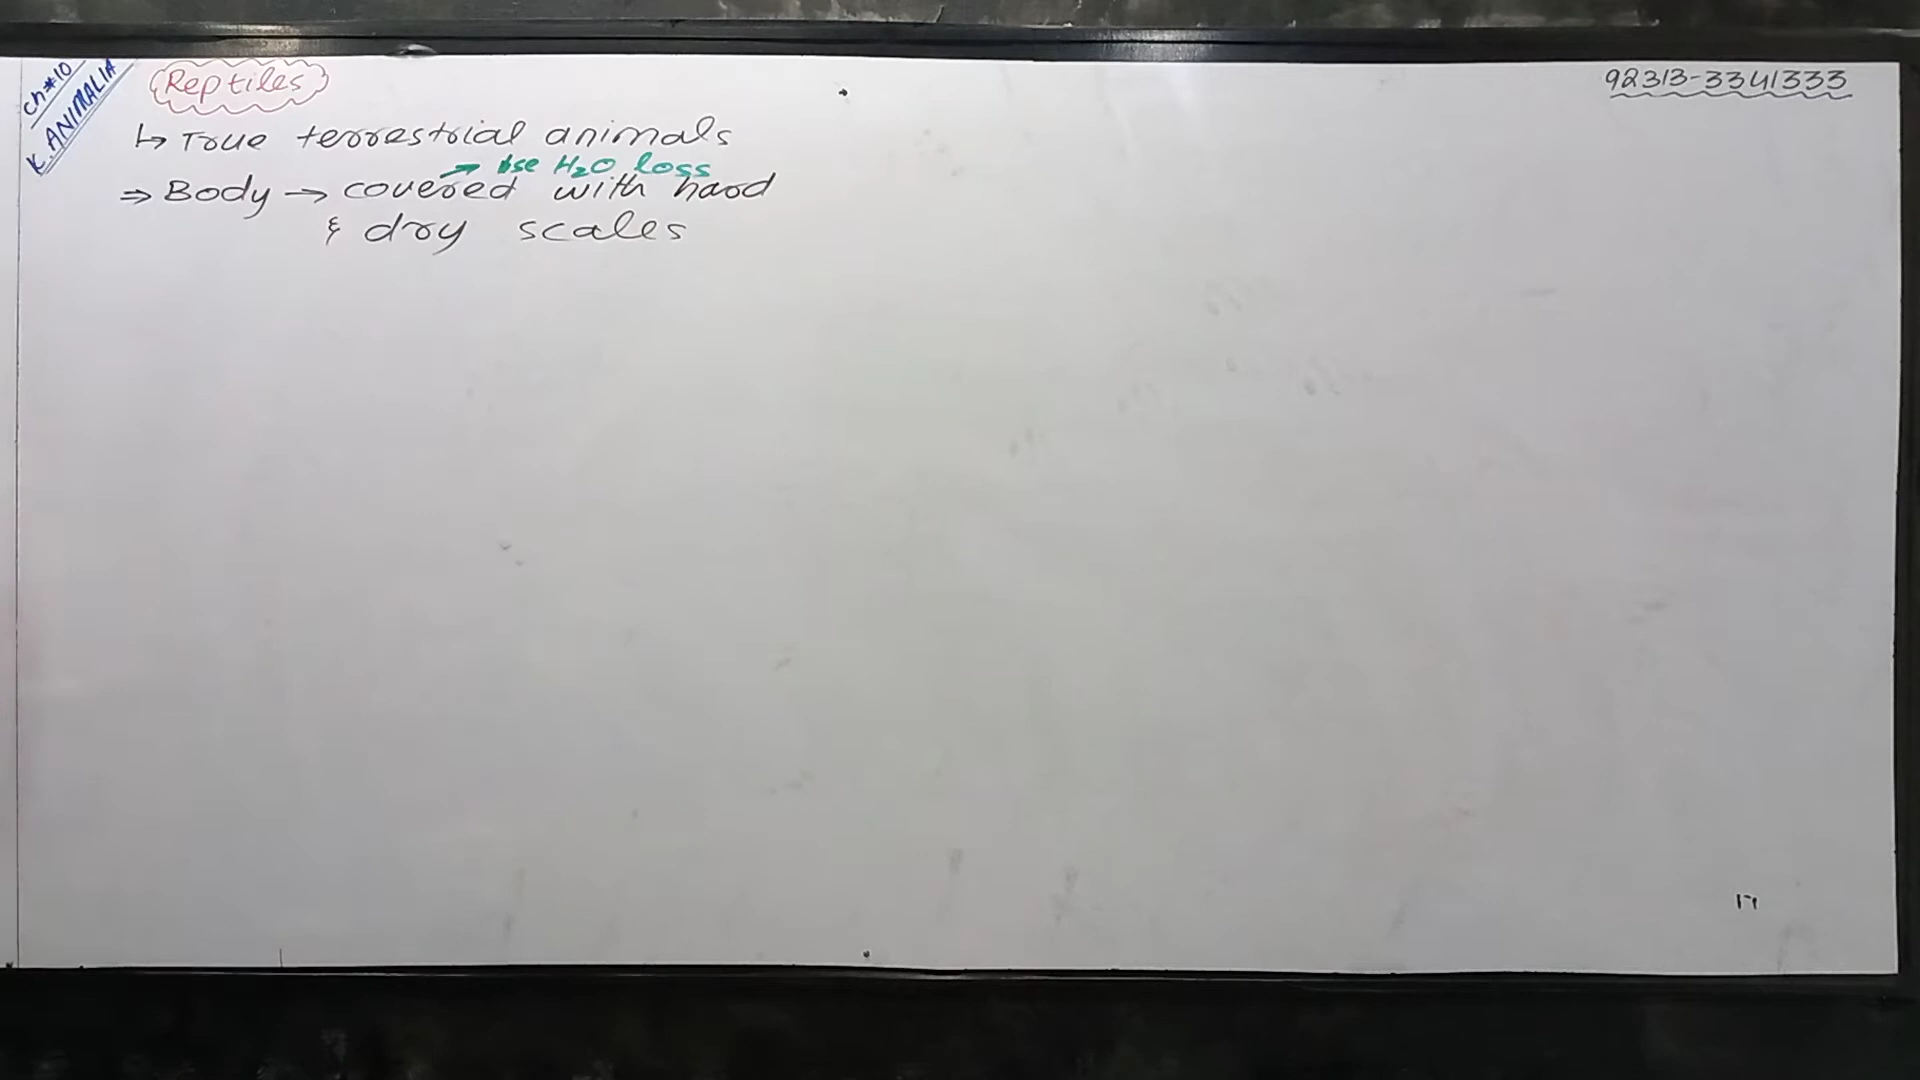 ch#10
K. ANIMALIA
Reptiles
92313-3341333
↳ True terrestrial animals
→ ↓se H₂O loss
⇒ Body → covered with hard
& dry scales